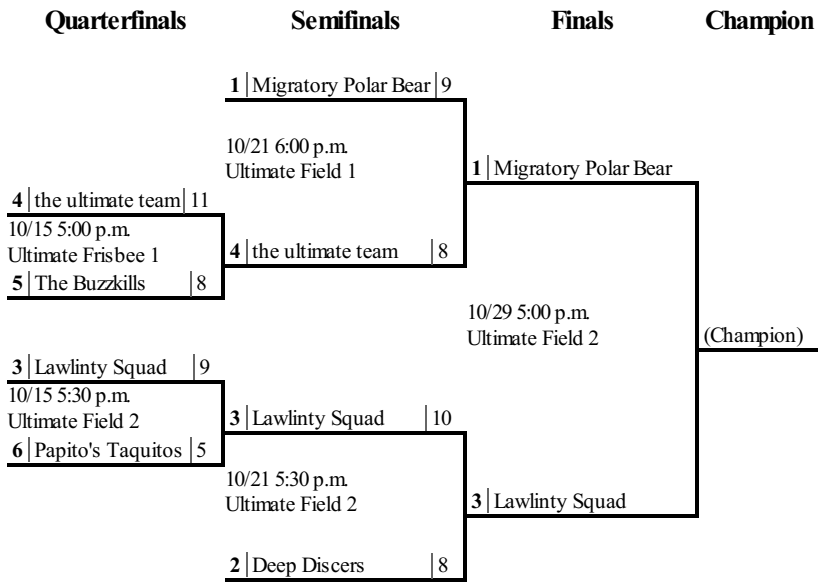 Quarterfinals Semifinals Finals Champion
1 Migratory Polar Bear 9
10/21 6:00 p.m.
Ultimate Field 1
1 Migratory Polar Bear
4 the ultimate team 11
10/15 5:00 p.m.
Ultimate Frisbee 1
4 the ultimate team 8
5 The Buzzkills 8
10/29 5:00 p.m.
Ultimate Field 2
(Champion)
3 Lawlinty Squad 9
10/15 5:30 p.m.
Ultimate Field 2
3 Lawlinty Squad 10
6 Papito's Taquitos 5
10/21 5:30 p.m.
Ultimate Field 2
3 Lawlinty Squad
2 Deep Discers 8